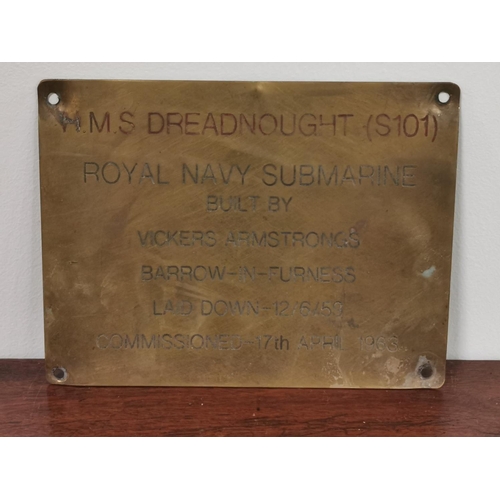 H.M.S DREADNOUGHT (S101)
ROYAL NAVY SUBMARINE
BUILT BY
VICKERS ARMSTRONGS
BARROW-IN-FURNESS
LAID DOWN-12/6/59
COMMISSIONED-17th APRIL 1963